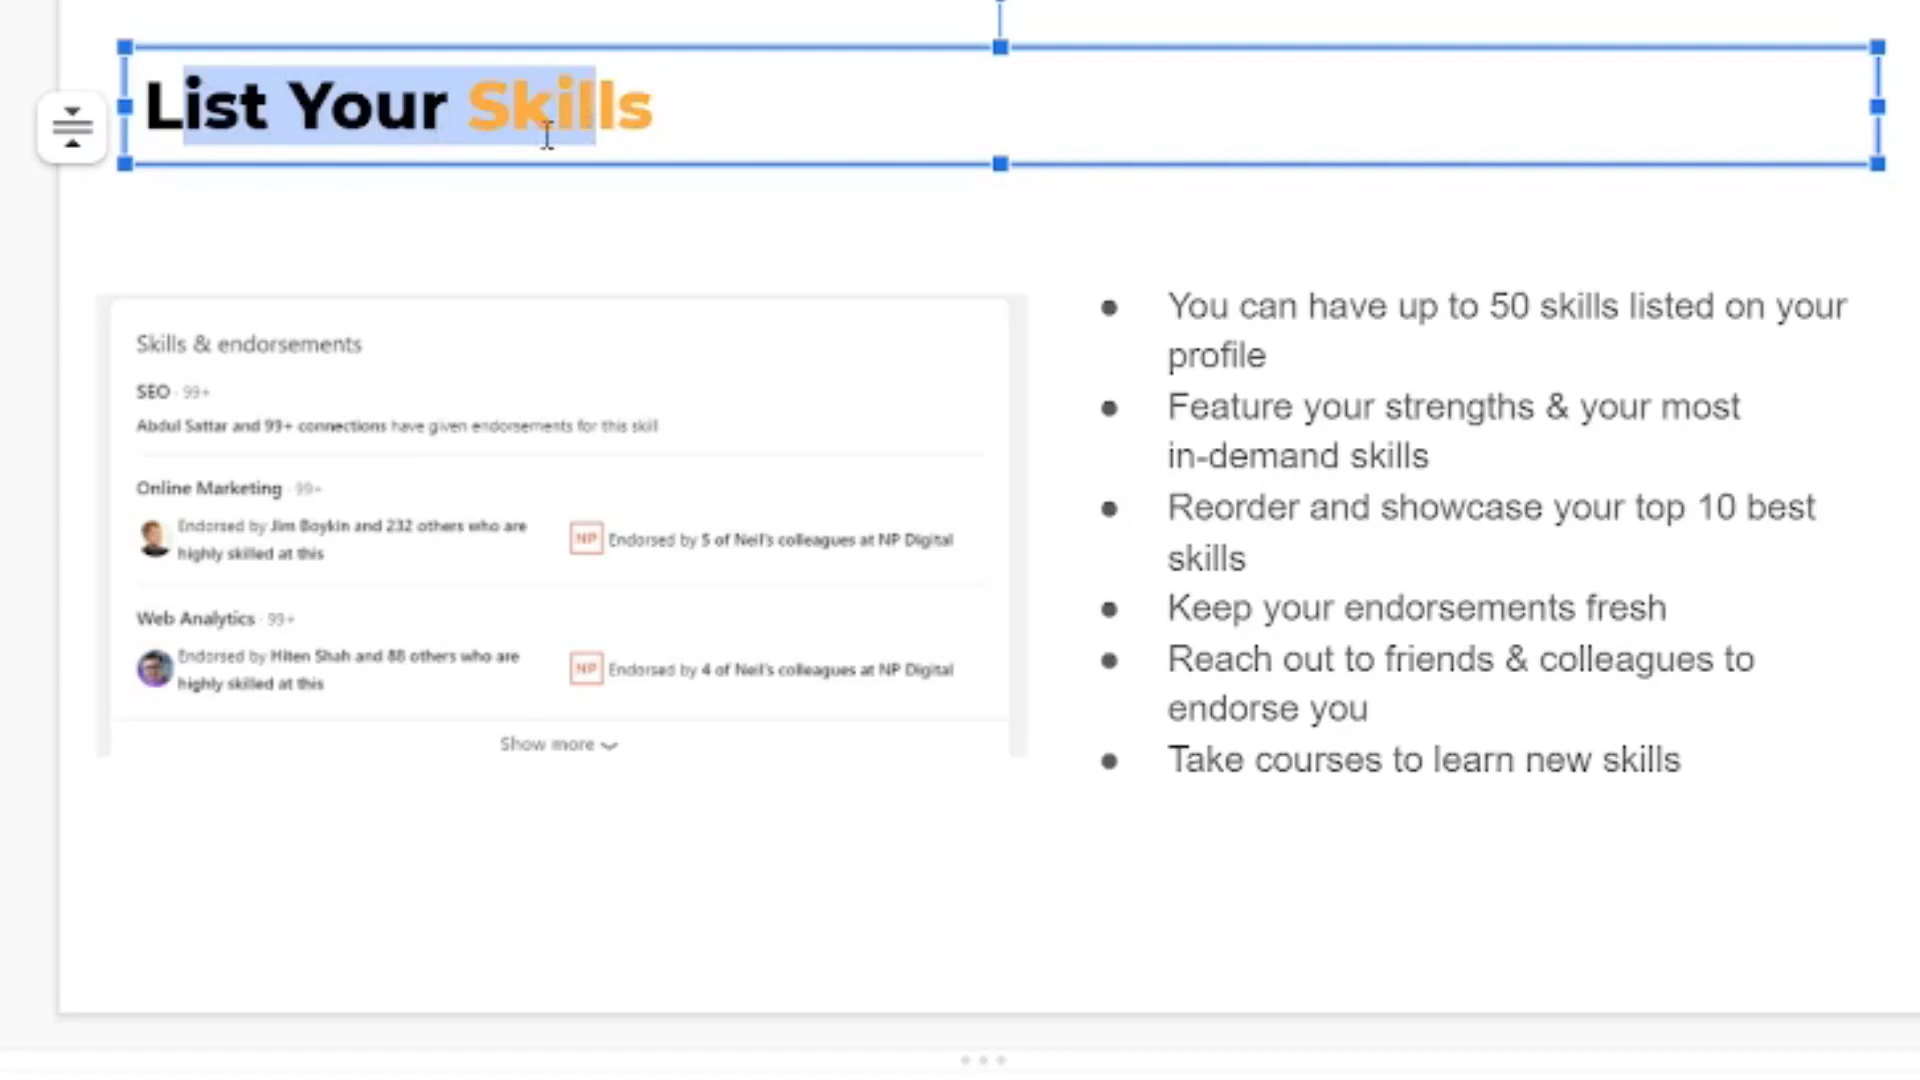 List Your Skills
Skills & endorsements
SEO · 99+
Abdul Sattar and 99+ connections have given endorsements for this skill
Online Marketing · 99+
Endorsed by Jim Boykin and 232 others who are
highly skilled at this
NP Endorsed by 5 of Neil's colleagues at NP Digital
Web Analytics · 99+
Endorsed by Hiten Shah and 88 others who are
highly skilled at this
NP Endorsed by 4 of Neil's colleagues at NP Digital
Show more
● You can have up to 50 skills listed on your
profile
● Feature your strengths & your most
in-demand skills
● Reorder and showcase your top 10 best
skills
● Keep your endorsements fresh
● Reach out to friends & colleagues to
endorse you
● Take courses to learn new skills